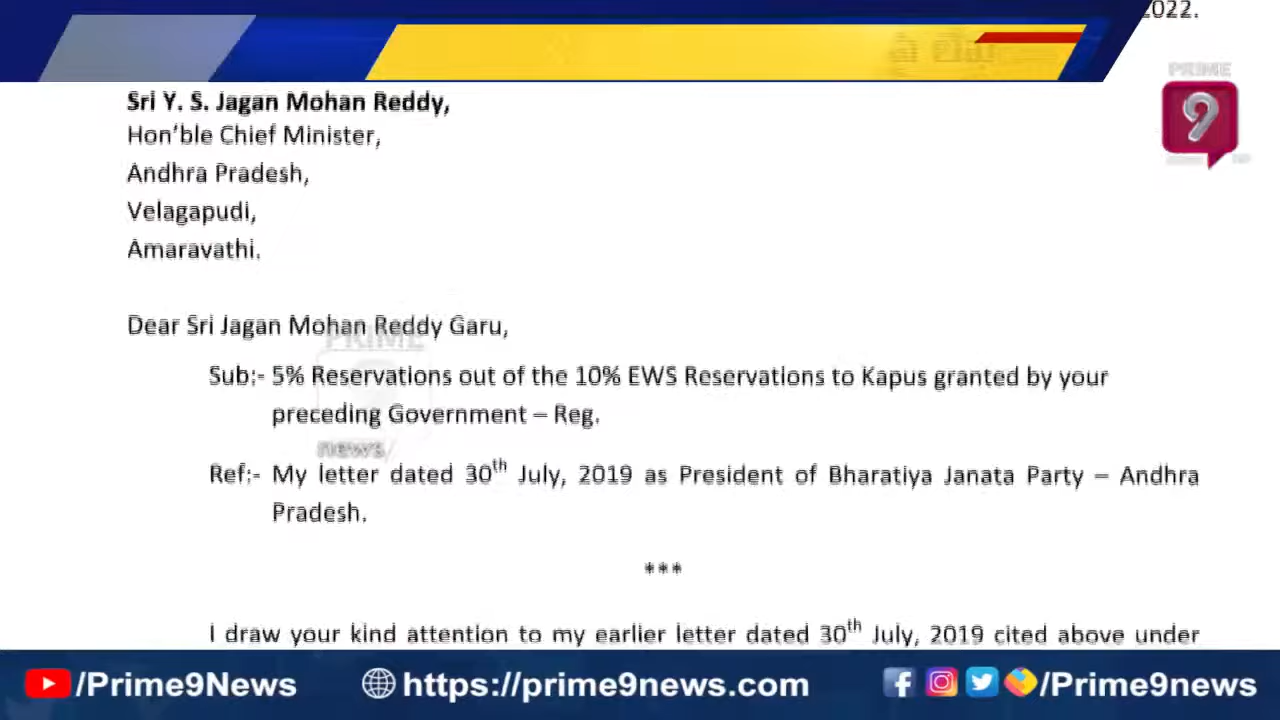 2022.
PRIME
9
Sri Y. S. Jagan Mohan Reddy,
Hon'ble Chief Minister,
Andhra Pradesh,
Velagapudi,
Amaravathi.
Dear Sri Jagan Mohan Reddy Garu,
PRIME
Sub:- 5% Reservations out of the 10% EWS Reservations to Kapus granted by your
preceding Government – Reg.
news/
Ref:- My letter dated 30th July, 2019 as President of Bharatiya Janata Party – Andhra
Pradesh.
***
I draw your kind attention to my earlier letter dated 30th July, 2019 cited above under
/Prime9News
https://prime9news.com
/Prime9news